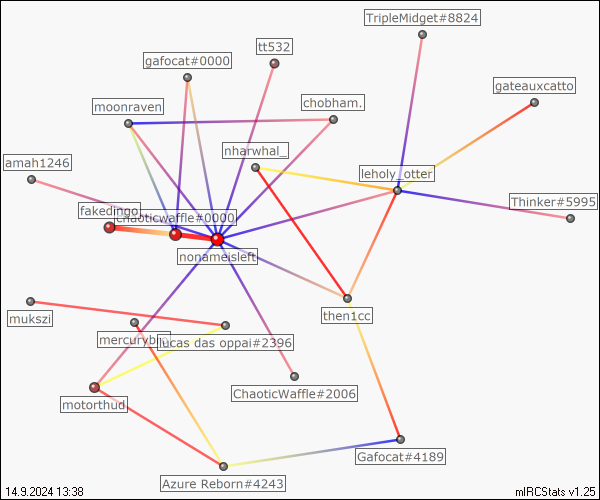 TripleMidget#8824
tt532
gafocat#0000
gateauxcatto
chobham.
moonraven
nharwhal_
amah1246
leholy_otter
Thinker#5995
fakedingo.
chaoticwaffle#0000
nonameisleft
then1cc
mukszi
lucas das oppai#2396
ChaoticWaffle#2006
motorthud
Gafocat#4189
Azure Reborn#4243
14.9.2024 13:38
mIRCStats v1.25